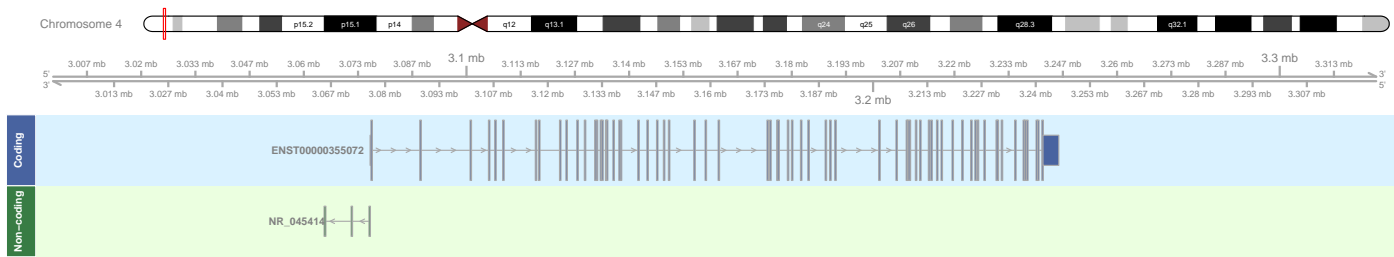 Chromosome 4 p15.2 p15.1 p14 q12 q13.1 q24 q25 q26 q28.3 q32.1
3.1 mb 3.3 mb
3.007 mb 3.02 mb 3.033 mb 3.047 mb 3.06 mb 3.073 mb 3.087 mb 3.113 mb 3.127 mb 3.14 mb 3.153 mb 3.167 mb 3.18 mb 3.193 mb 3.207 mb 3.22 mb 3.233 mb 3.247 mb 3.26 mb 3.273 mb 3.287 mb 3.313 mb
5' 3'
3' 5'
3.013 mb 3.027 mb 3.04 mb 3.053 mb 3.067 mb 3.08 mb 3.093 mb 3.107 mb 3.12 mb 3.133 mb 3.147 mb 3.16 mb 3.173 mb 3.187 mb 3.213 mb 3.227 mb 3.24 mb 3.253 mb 3.267 mb 3.28 mb 3.293 mb 3.307 mb
3.2 mb
Coding
ENST00000355072
Non−coding
NR_045414